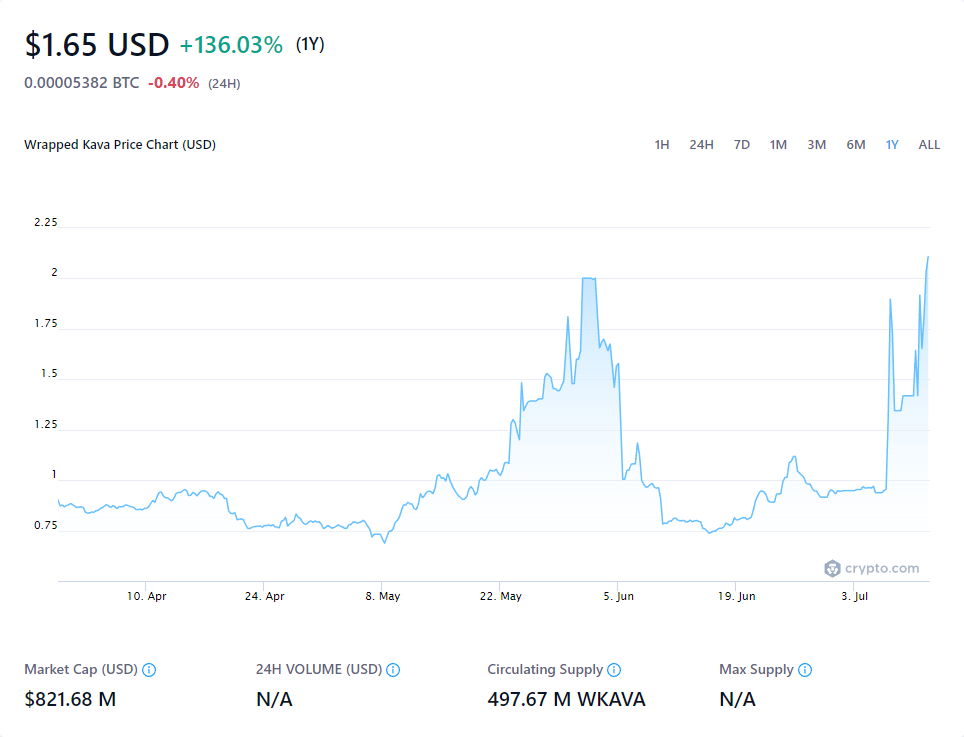 $1.65 USD +136.03% (1Y)
0.00005382 BTC -0.40% (24H)
Wrapped Kava Price Chart (USD) 1H 24H 7D 1M 3M 6M 1Y ALL
2.25
2
1.75
1.5
1.25
1
0.75
crypto.com
10. Apr 24. Apr 8. May 22. May 5. Jun 19. Jun 3. Jul
Market Cap (USD) 24H VOLUME (USD) Circulating Supply Max Supply
$821.68 M N/A 497.67 M WKAVA N/A